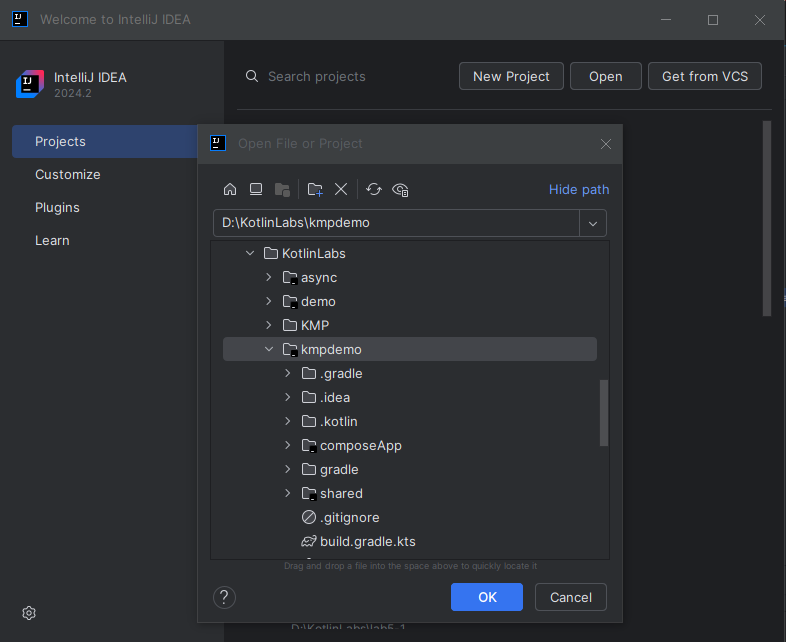 Welcome to IntelliJ IDEA
IntelliJ IDEA
2024.2
Search projects
New Project
Open
Get from VCS
Projects
Customize
Plugins
Learn
Open File or Project
Hide path
D:\KotlinLabs\kmpdemo
KotlinLabs
async
demo
KMP
kmpdemo
.gradle
.idea
.kotlin
composeApp
gradle
shared
.gitignore
build.gradle.kts
Drag and drop a file into the space above to quickly locate it
?
OK
Cancel
D:\KotlinLabs\lab5-1